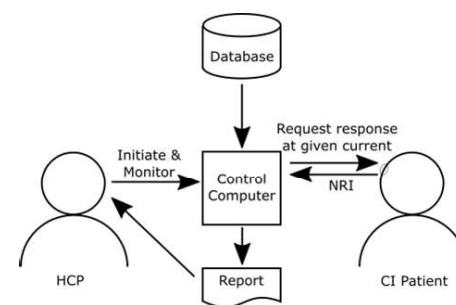 Database
Request response
at given current
Initiate &
Monitor
NRI
Control
Computer
HCP
Report
CI Patient